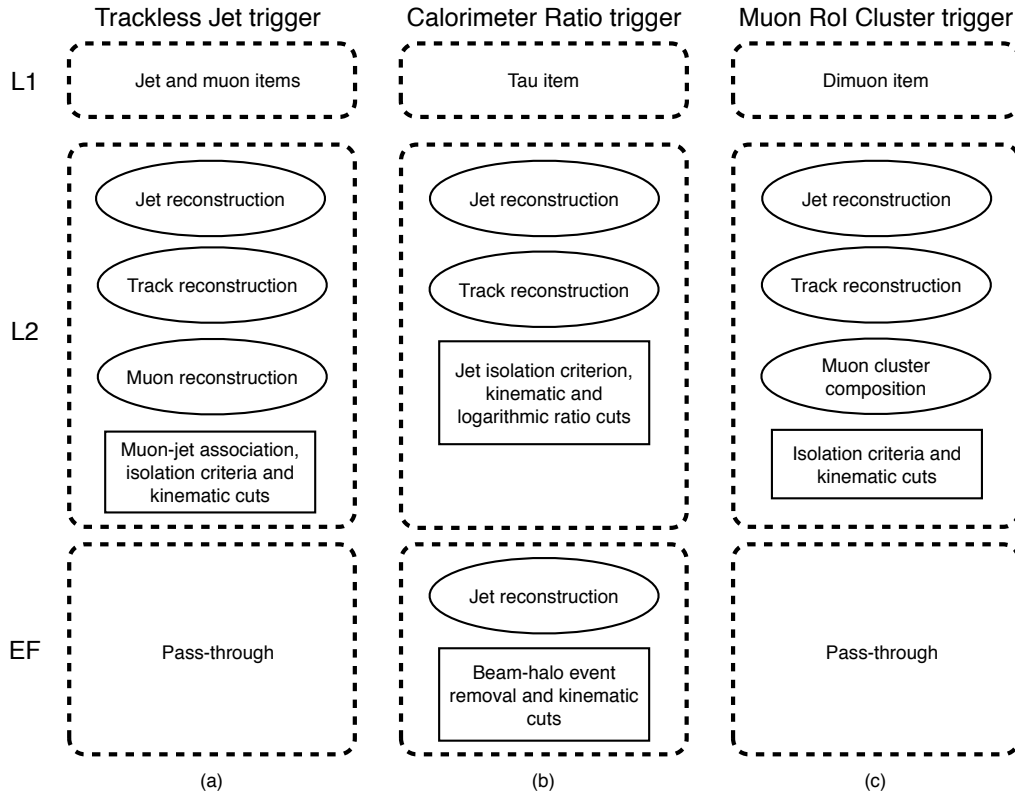 Trackless Jet trigger
Calorimeter Ratio trigger
Muon RoI Cluster trigger
L1
Jet and muon items
Tau item
Dimuon item
L2
Jet reconstruction
Track reconstruction
Muon reconstruction
Muon-jet association,
isolation criteria and
kinematic cuts
Jet reconstruction
Track reconstruction
Jet isolation criterion,
kinematic and
logarithmic ratio cuts
Jet reconstruction
Track reconstruction
Muon cluster
composition
Isolation criteria and
kinematic cuts
EF
Pass-through
Jet reconstruction
Beam-halo event
removal and kinematic
cuts
Pass-through
(a)
(b)
(c)